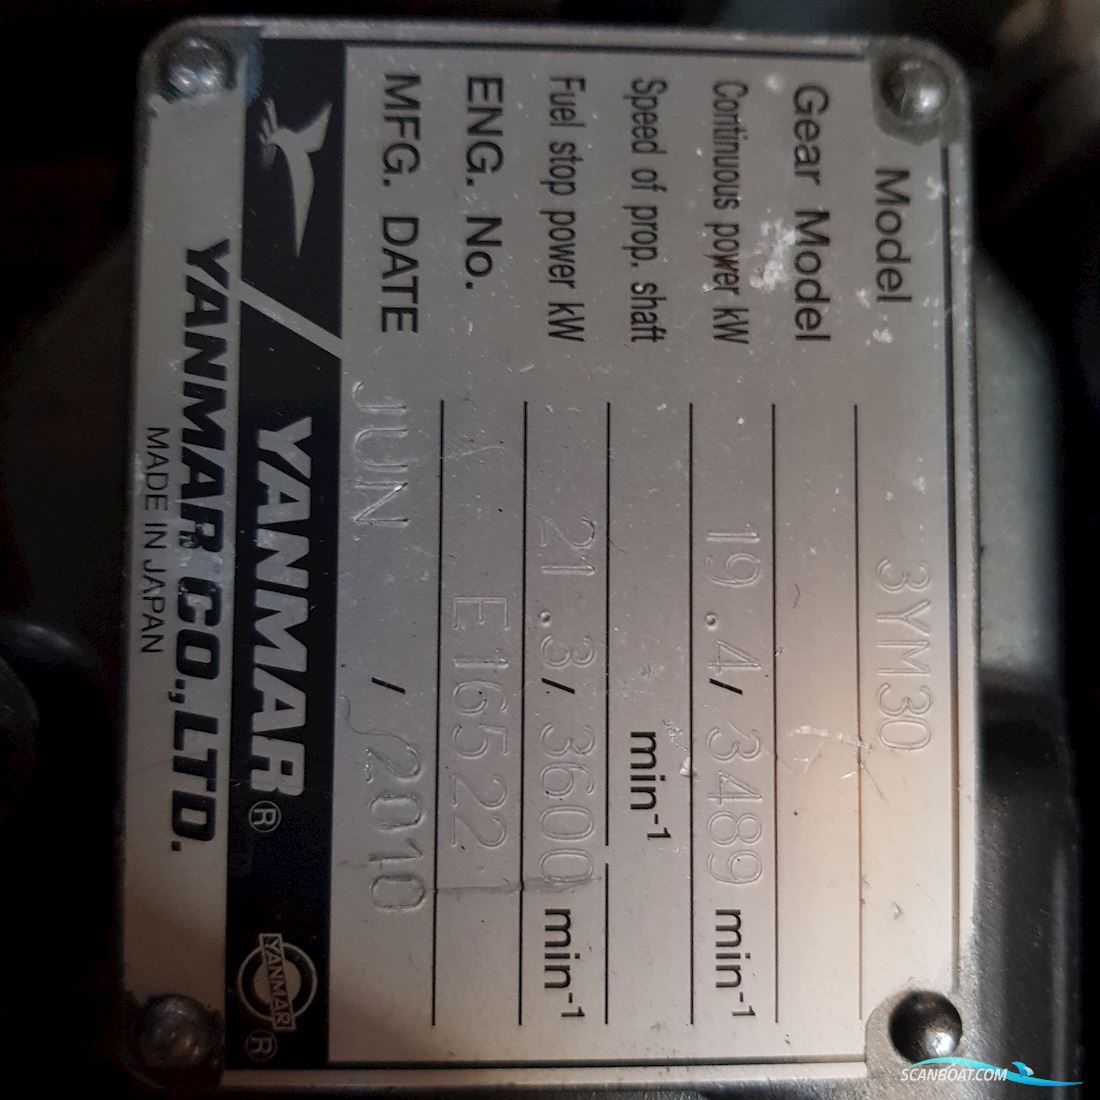 Model 3YM30
Gear Model
Continuous power kW 19.4/3489 min-1
Speed of prop. shaft min-1
Fuel stop power kW 21.3/3600 min-1
ENG. No. E16522
MFG. DATE JUN / 2010
YANMAR® YANMAR ®
YANMAR CO.,LTD.
MADE IN JAPAN
SCANBOAT.COM